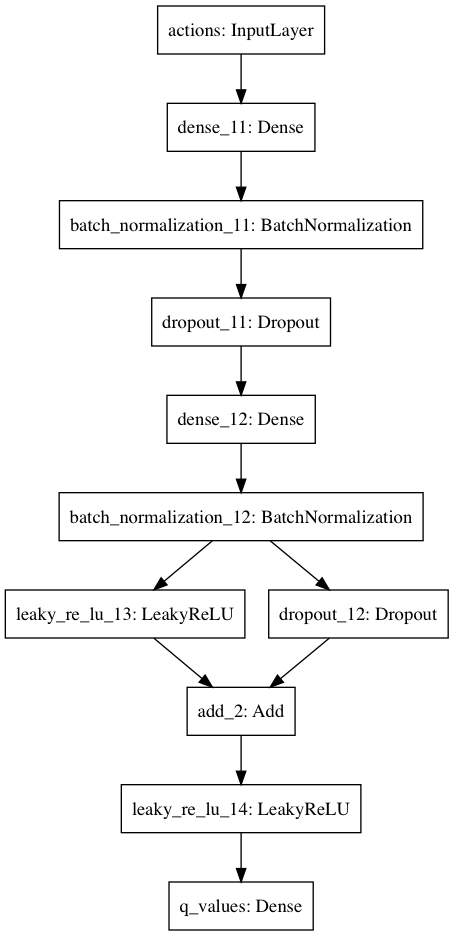 actions: InputLayer
dense_11: Dense
batch_normalization_11: BatchNormalization
dropout_11: Dropout
dense_12: Dense
batch_normalization_12: BatchNormalization
leaky_re_lu_13: LeakyReLU
dropout_12: Dropout
add_2: Add
leaky_re_lu_14: LeakyReLU
q_values: Dense